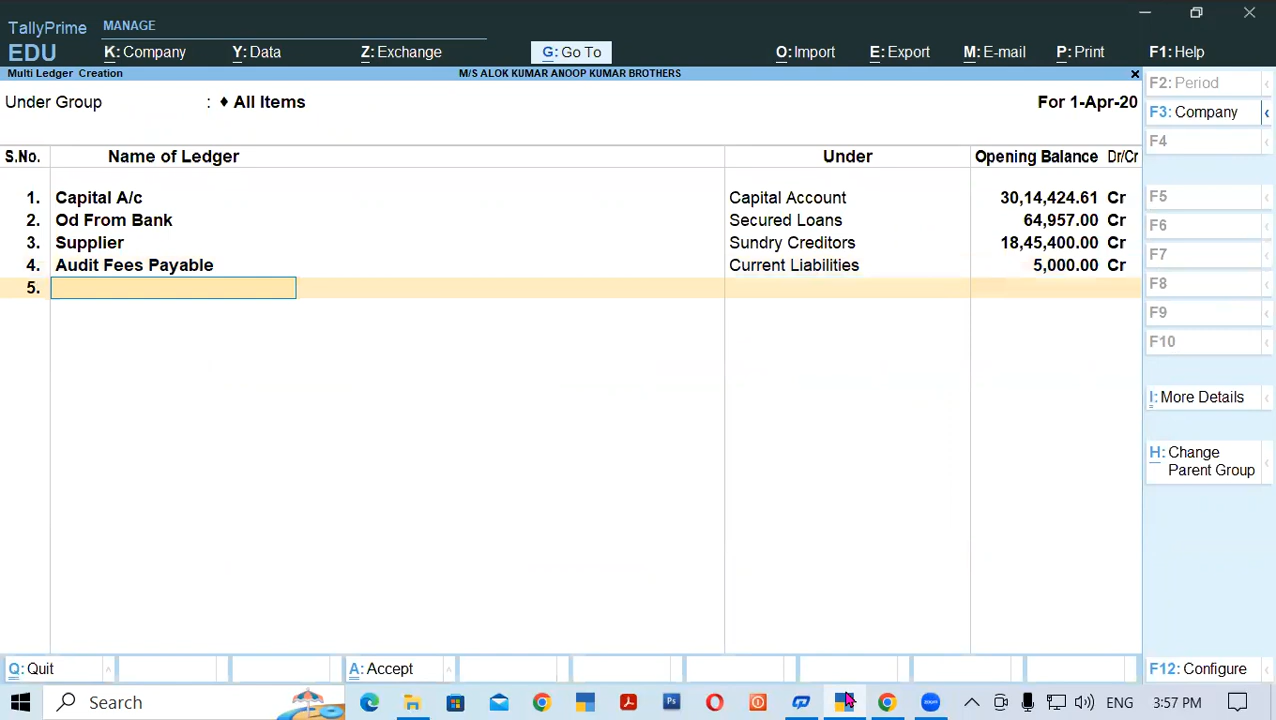 TallyPrime
MANAGE
EDU
K: Company
Y: Data
Z: Exchange
G: Go To
O: Import
E: Export
M: E-mail
P: Print
F1: Help
Multi Ledger Creation
M/S ALOK KUMAR ANOOP KUMAR BROTHERS
Under Group : ♦ All Items
For 1-Apr-20
S.No. Name of Ledger Under Opening Balance Dr/Cr
1. Capital A/c Capital Account 30,14,424.61 Cr
2. Od From Bank Secured Loans 64,957.00 Cr
3. Supplier Sundry Creditors 18,45,400.00 Cr
4. Audit Fees Payable Current Liabilities 5,000.00 Cr
5.
F2: Period
F3: Company
F4
F5
F6
F7
F8
F9
F10
I: More Details
H: Change
Parent Group
Q: Quit
A: Accept
F12: Configure
Search
ENG
3:57 PM